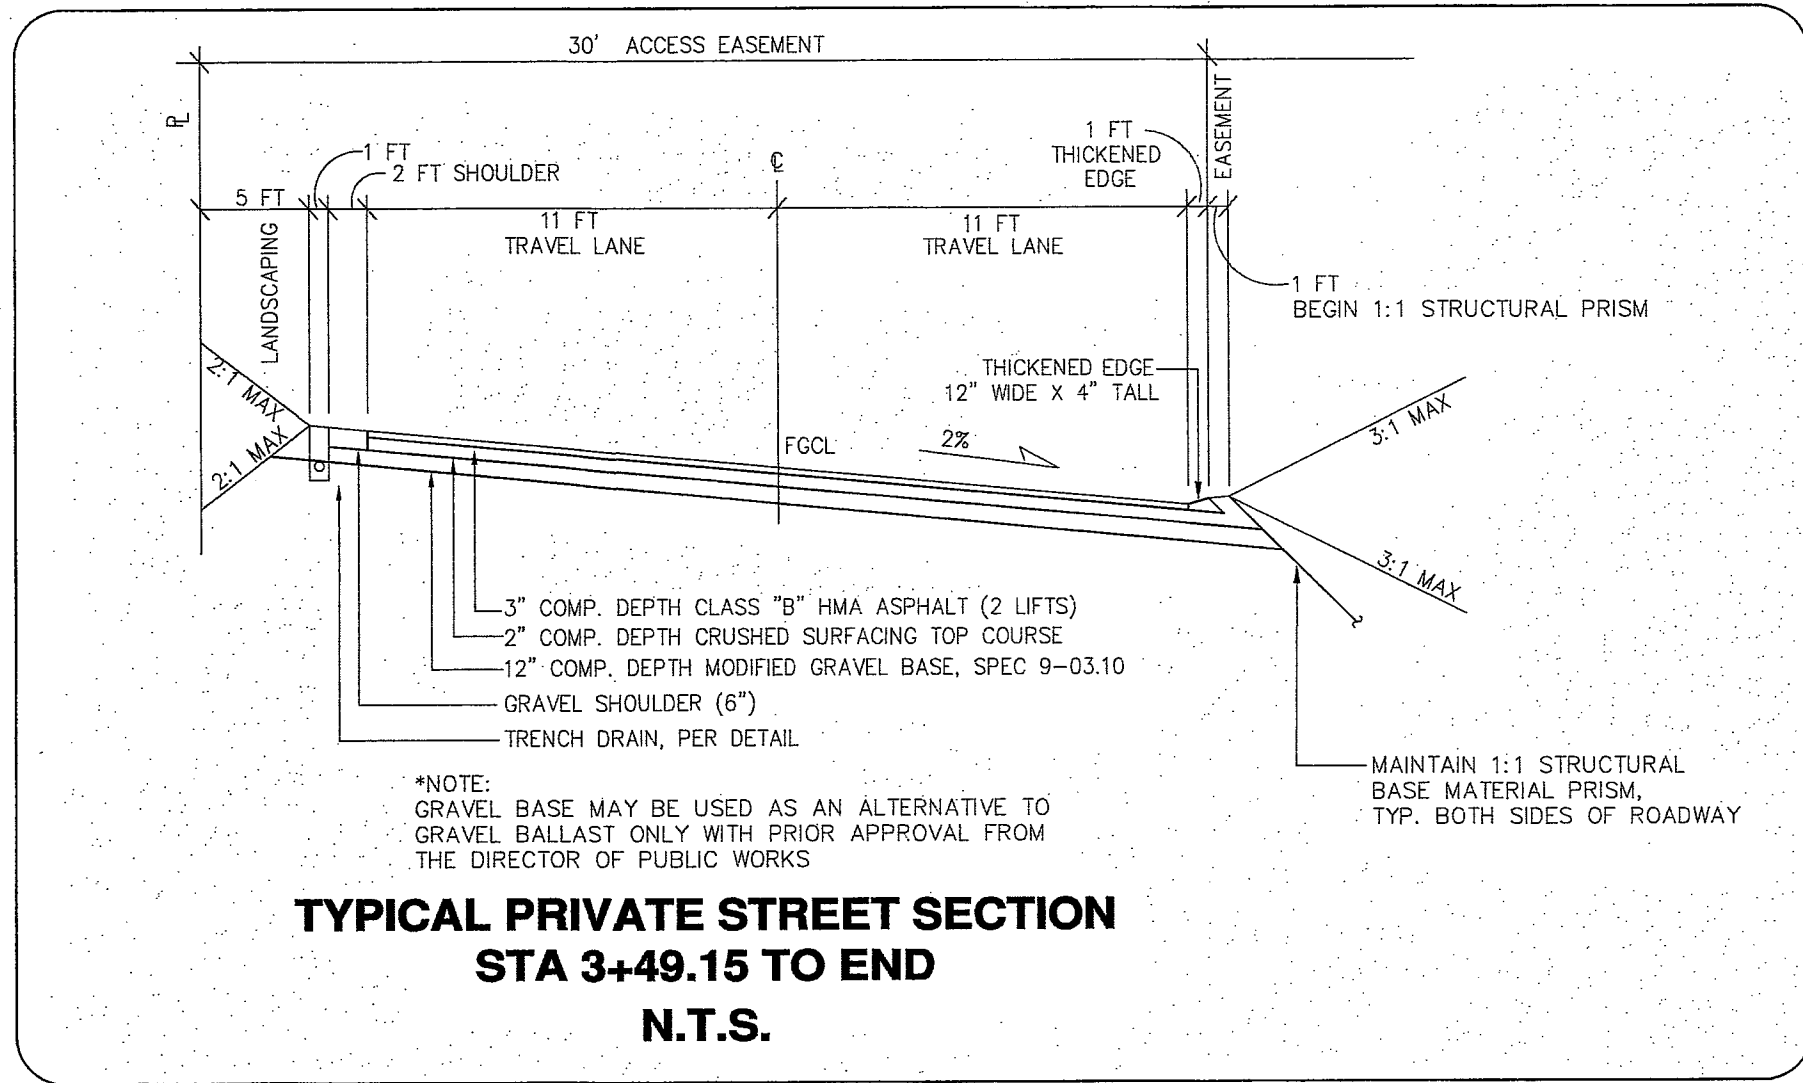 30' ACCESS EASEMENT
PL
EASEMENT
1 FT
2 FT SHOULDER
CL
1 FT
THICKENED
EDGE
5 FT
LANDSCAPING
11 FT
TRAVEL LANE
11 FT
TRAVEL LANE
1 FT
BEGIN 1:1 STRUCTURAL PRISM
2:1 MAX
2:1 MAX
THICKENED EDGE
12" WIDE X 4" TALL
FGCL
2%
3:1 MAX
3:1 MAX
3" COMP. DEPTH CLASS "B" HMA ASPHALT (2 LIFTS)
2" COMP. DEPTH CRUSHED SURFACING TOP COURSE
12" COMP. DEPTH MODIFIED GRAVEL BASE, SPEC 9-03.10
GRAVEL SHOULDER (6")
TRENCH DRAIN, PER DETAIL
MAINTAIN 1:1 STRUCTURAL
BASE MATERIAL PRISM,
TYP. BOTH SIDES OF ROADWAY
*NOTE:
GRAVEL BASE MAY BE USED AS AN ALTERNATIVE TO
GRAVEL BALLAST ONLY WITH PRIOR APPROVAL FROM
THE DIRECTOR OF PUBLIC WORKS
TYPICAL PRIVATE STREET SECTION
STA 3+49.15 TO END
N.T.S.